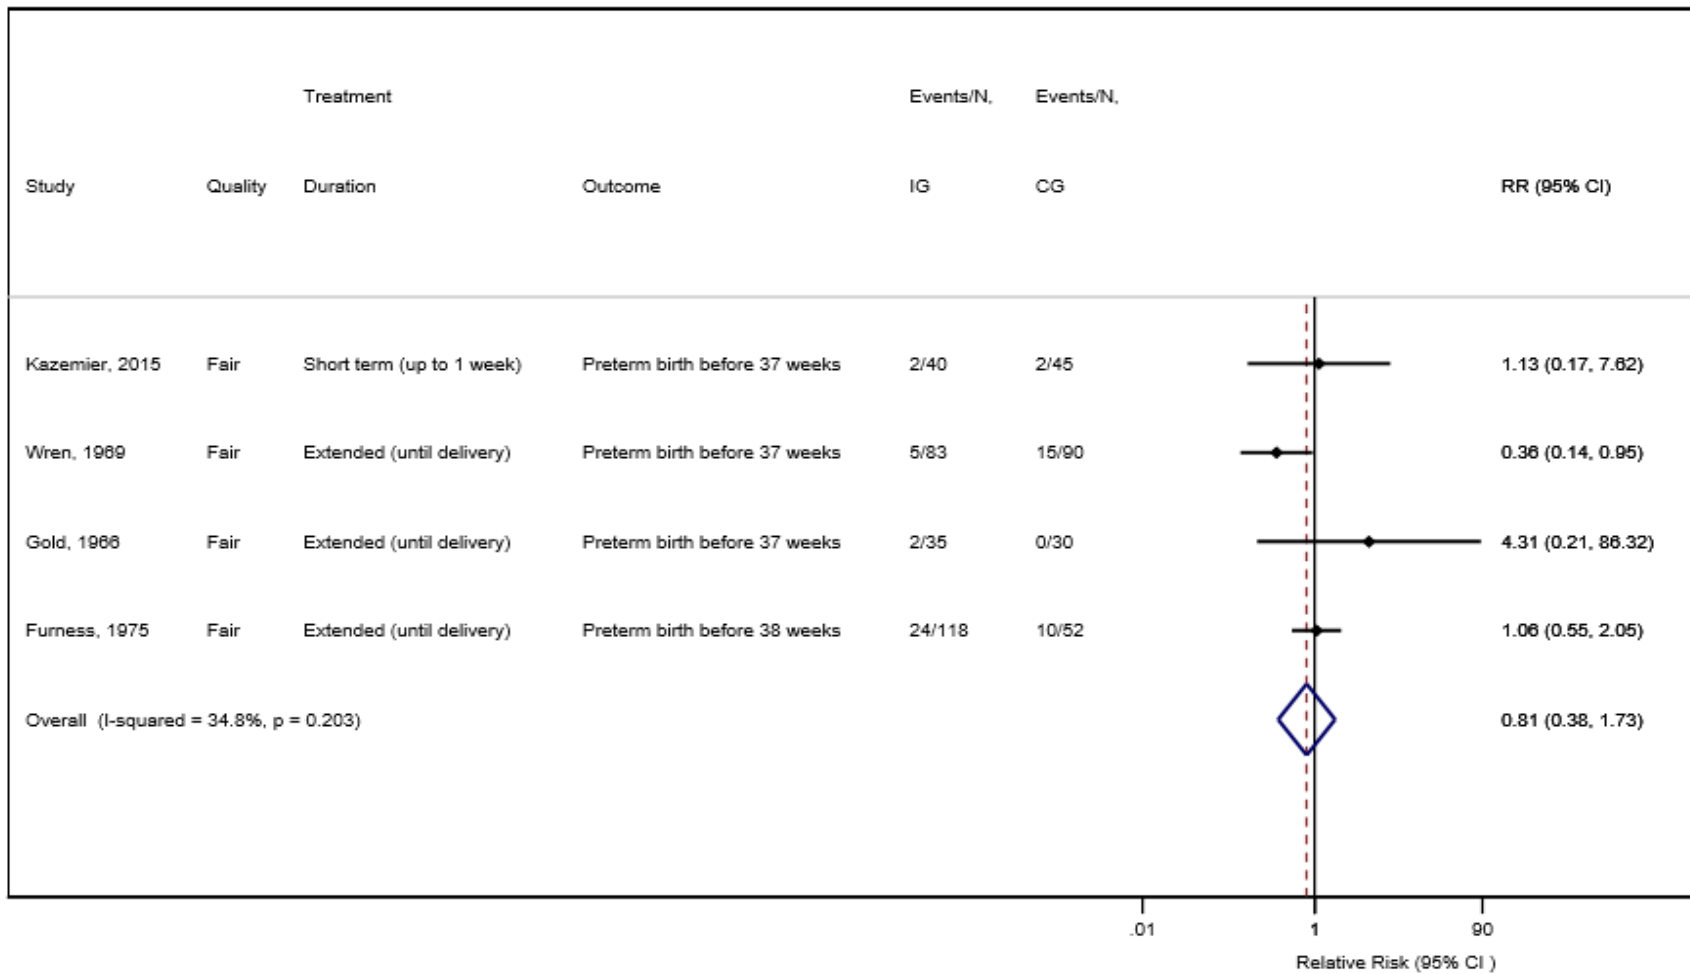 Treatment Events/N, Events/N,
Study Quality Duration Outcome IG CG RR (95% CI)
Kazemier, 2015 Fair Short term (up to 1 week) Preterm birth before 37 weeks 2/40 2/45 1.13 (0.17, 7.62)
Wren, 1969 Fair Extended (until delivery) Preterm birth before 37 weeks 5/83 15/90 0.36 (0.14, 0.95)
Gold, 1966 Fair Extended (until delivery) Preterm birth before 37 weeks 2/35 0/30 4.31 (0.21, 86.32)
Furness, 1975 Fair Extended (until delivery) Preterm birth before 38 weeks 24/118 10/52 1.06 (0.55, 2.05)
Overall (I-squared = 34.8%, p = 0.203) 0.81 (0.38, 1.73)
.01 1 90
Relative Risk (95% CI )